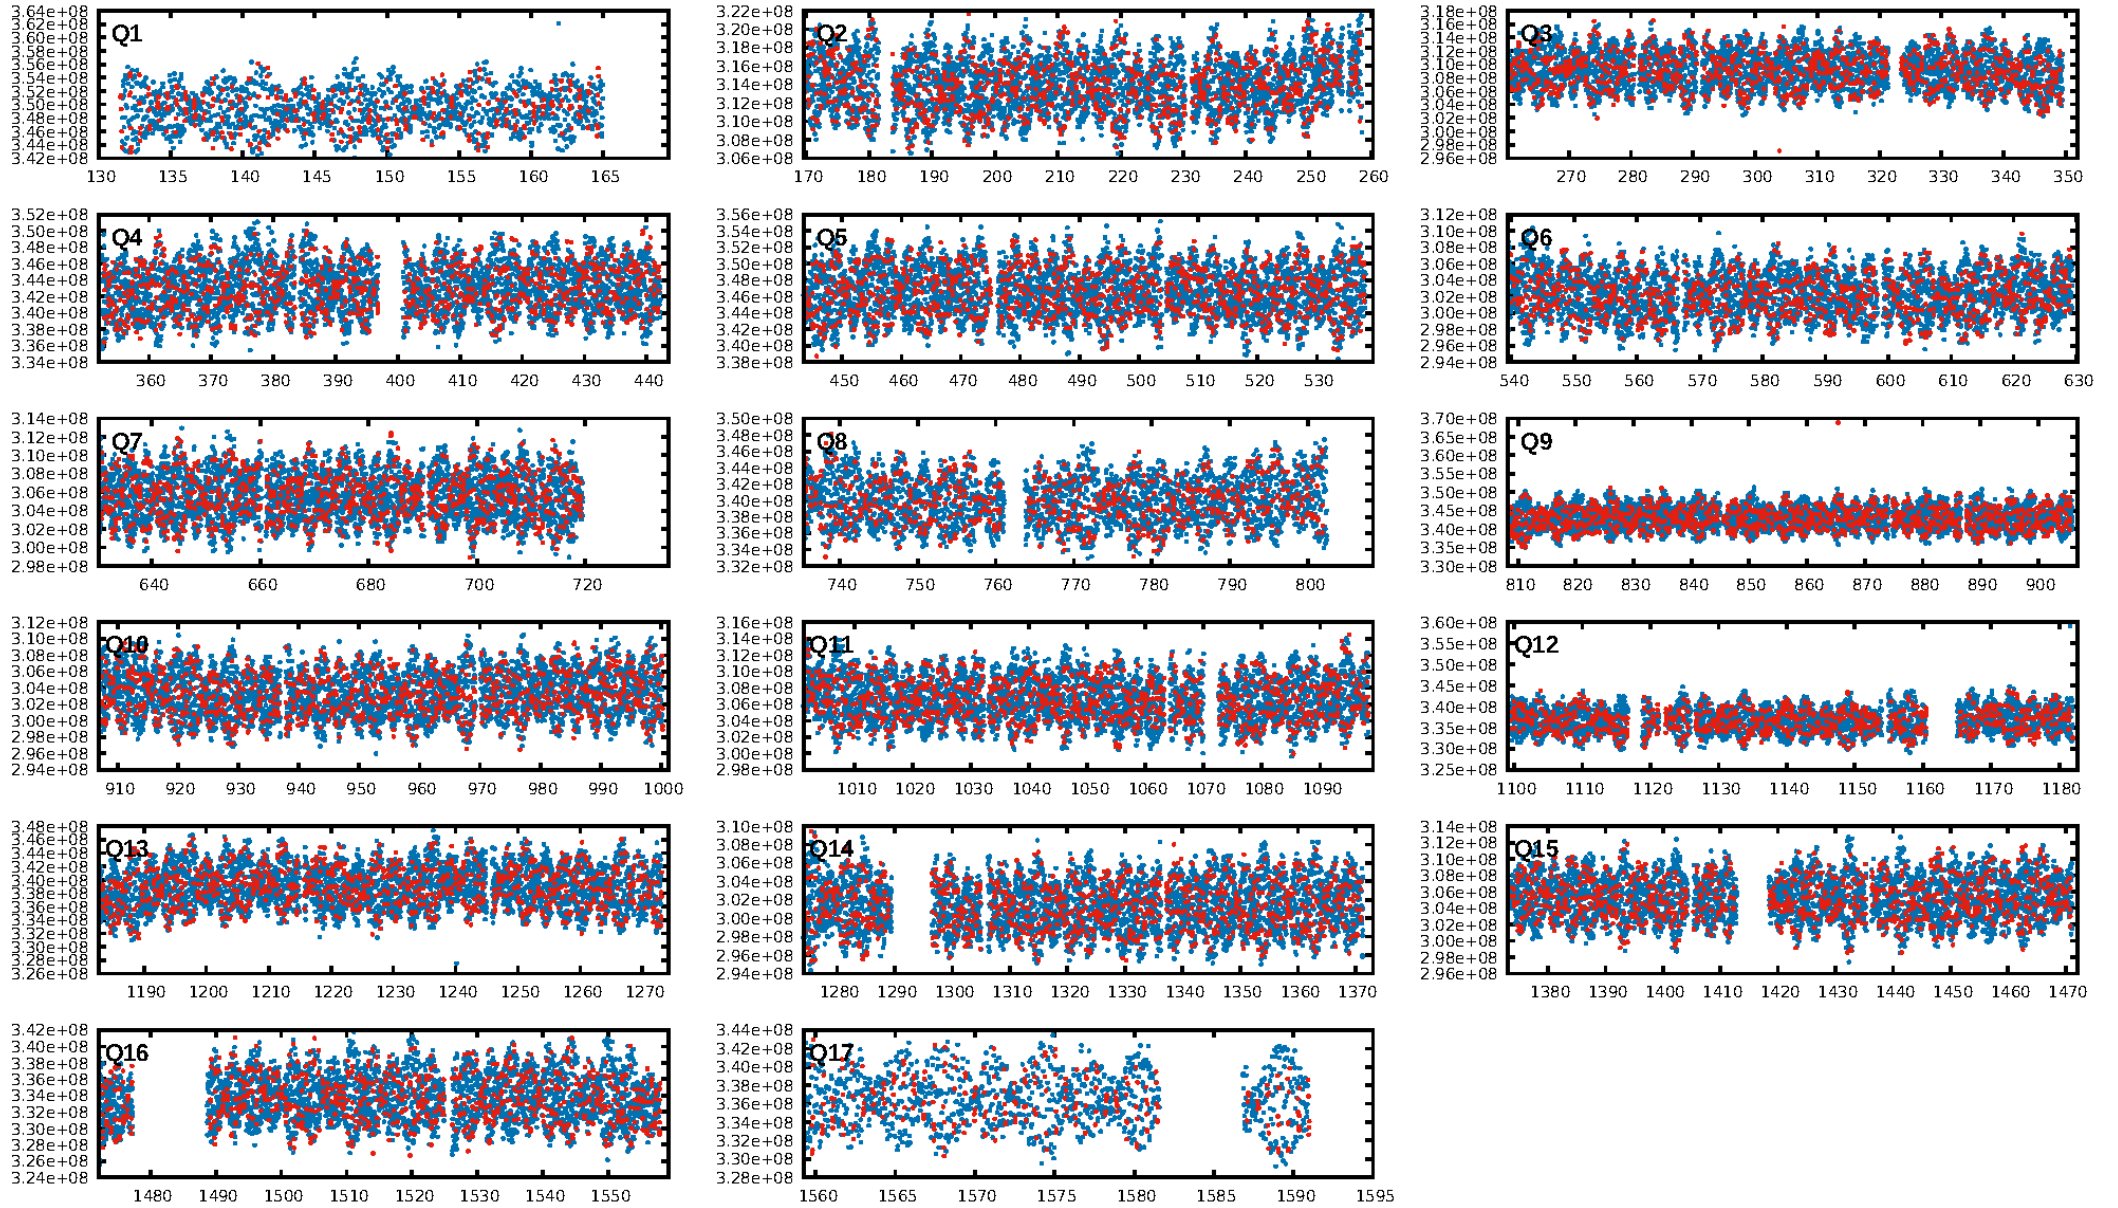 3.64e+08 3.62e+08 3.60e+08 3.58e+08 3.56e+08 3.54e+08 3.52e+08 3.50e+08 3.48e+08 3.46e+08 3.44e+08 3.42e+08
Q1
130 135 140 145 150 155 160 165
3.22e+08 3.20e+08 3.18e+08 3.16e+08 3.14e+08 3.12e+08 3.10e+08 3.08e+08 3.06e+08
Q2
170 180 190 200 210 220 230 240 250 260
3.18e+08 3.16e+08 3.14e+08 3.12e+08 3.10e+08 3.08e+08 3.06e+08 3.04e+08 3.02e+08 3.00e+08 2.98e+08 2.96e+08
Q3
270 280 290 300 310 320 330 340 350
3.52e+08 3.50e+08 3.48e+08 3.46e+08 3.44e+08 3.42e+08 3.40e+08 3.38e+08 3.36e+08 3.34e+08
Q4
360 370 380 390 400 410 420 430 440
3.56e+08 3.54e+08 3.52e+08 3.50e+08 3.48e+08 3.46e+08 3.44e+08 3.42e+08 3.40e+08 3.38e+08
Q5
450 460 470 480 490 500 510 520 530
3.12e+08 3.10e+08 3.08e+08 3.06e+08 3.04e+08 3.02e+08 3.00e+08 2.98e+08 2.96e+08 2.94e+08
Q6
540 550 560 570 580 590 600 610 620 630
3.14e+08 3.12e+08 3.10e+08 3.08e+08 3.06e+08 3.04e+08 3.02e+08 3.00e+08 2.98e+08
Q7
640 660 680 700 720
3.50e+08 3.48e+08 3.46e+08 3.44e+08 3.42e+08 3.40e+08 3.38e+08 3.36e+08 3.34e+08 3.32e+08
Q8
740 750 760 770 780 790 800
3.70e+08 3.65e+08 3.60e+08 3.55e+08 3.50e+08 3.45e+08 3.40e+08 3.35e+08 3.30e+08
Q9
810 820 830 840 850 860 870 880 890 900
3.12e+08 3.10e+08 3.08e+08 3.06e+08 3.04e+08 3.02e+08 3.00e+08 2.98e+08 2.96e+08 2.94e+08
Q10
910 920 930 940 950 960 970 980 990 1000
3.16e+08 3.14e+08 3.12e+08 3.10e+08 3.08e+08 3.06e+08 3.04e+08 3.02e+08 3.00e+08 2.98e+08
Q11
1010 1020 1030 1040 1050 1060 1070 1080 1090
3.60e+08 3.55e+08 3.50e+08 3.45e+08 3.40e+08 3.35e+08 3.30e+08 3.25e+08
Q12
1100 1110 1120 1130 1140 1150 1160 1170 1180
3.48e+08 3.46e+08 3.44e+08 3.42e+08 3.40e+08 3.38e+08 3.36e+08 3.34e+08 3.32e+08 3.30e+08 3.28e+08 3.26e+08
Q13
1190 1200 1210 1220 1230 1240 1250 1260 1270
3.10e+08 3.08e+08 3.06e+08 3.04e+08 3.02e+08 3.00e+08 2.98e+08 2.96e+08 2.94e+08
Q14
1280 1290 1300 1310 1320 1330 1340 1350 1360 1370
3.14e+08 3.12e+08 3.10e+08 3.08e+08 3.06e+08 3.04e+08 3.02e+08 3.00e+08 2.98e+08 2.96e+08
Q15
1380 1390 1400 1410 1420 1430 1440 1450 1460 1470
3.42e+08 3.40e+08 3.38e+08 3.36e+08 3.34e+08 3.32e+08 3.30e+08 3.28e+08 3.26e+08 3.24e+08
Q16
1480 1490 1500 1510 1520 1530 1540 1550
3.44e+08 3.42e+08 3.40e+08 3.38e+08 3.36e+08 3.34e+08 3.32e+08 3.30e+08 3.28e+08
Q17
1560 1565 1570 1575 1580 1585 1590 1595